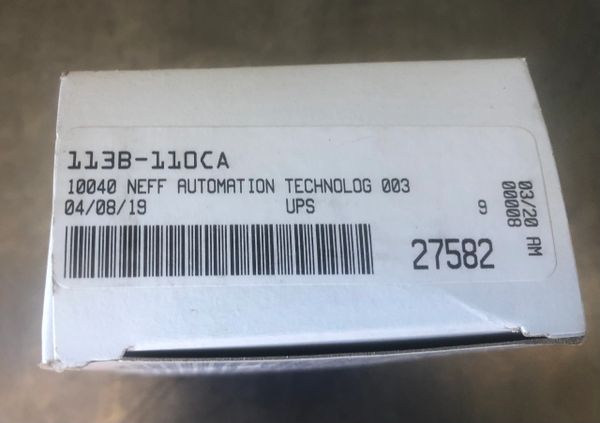 113B-110CA
10040 NEFF AUTOMATION TECHNOLOG 003
04/08/19 UPS 9
27582
03/20 AM
00008